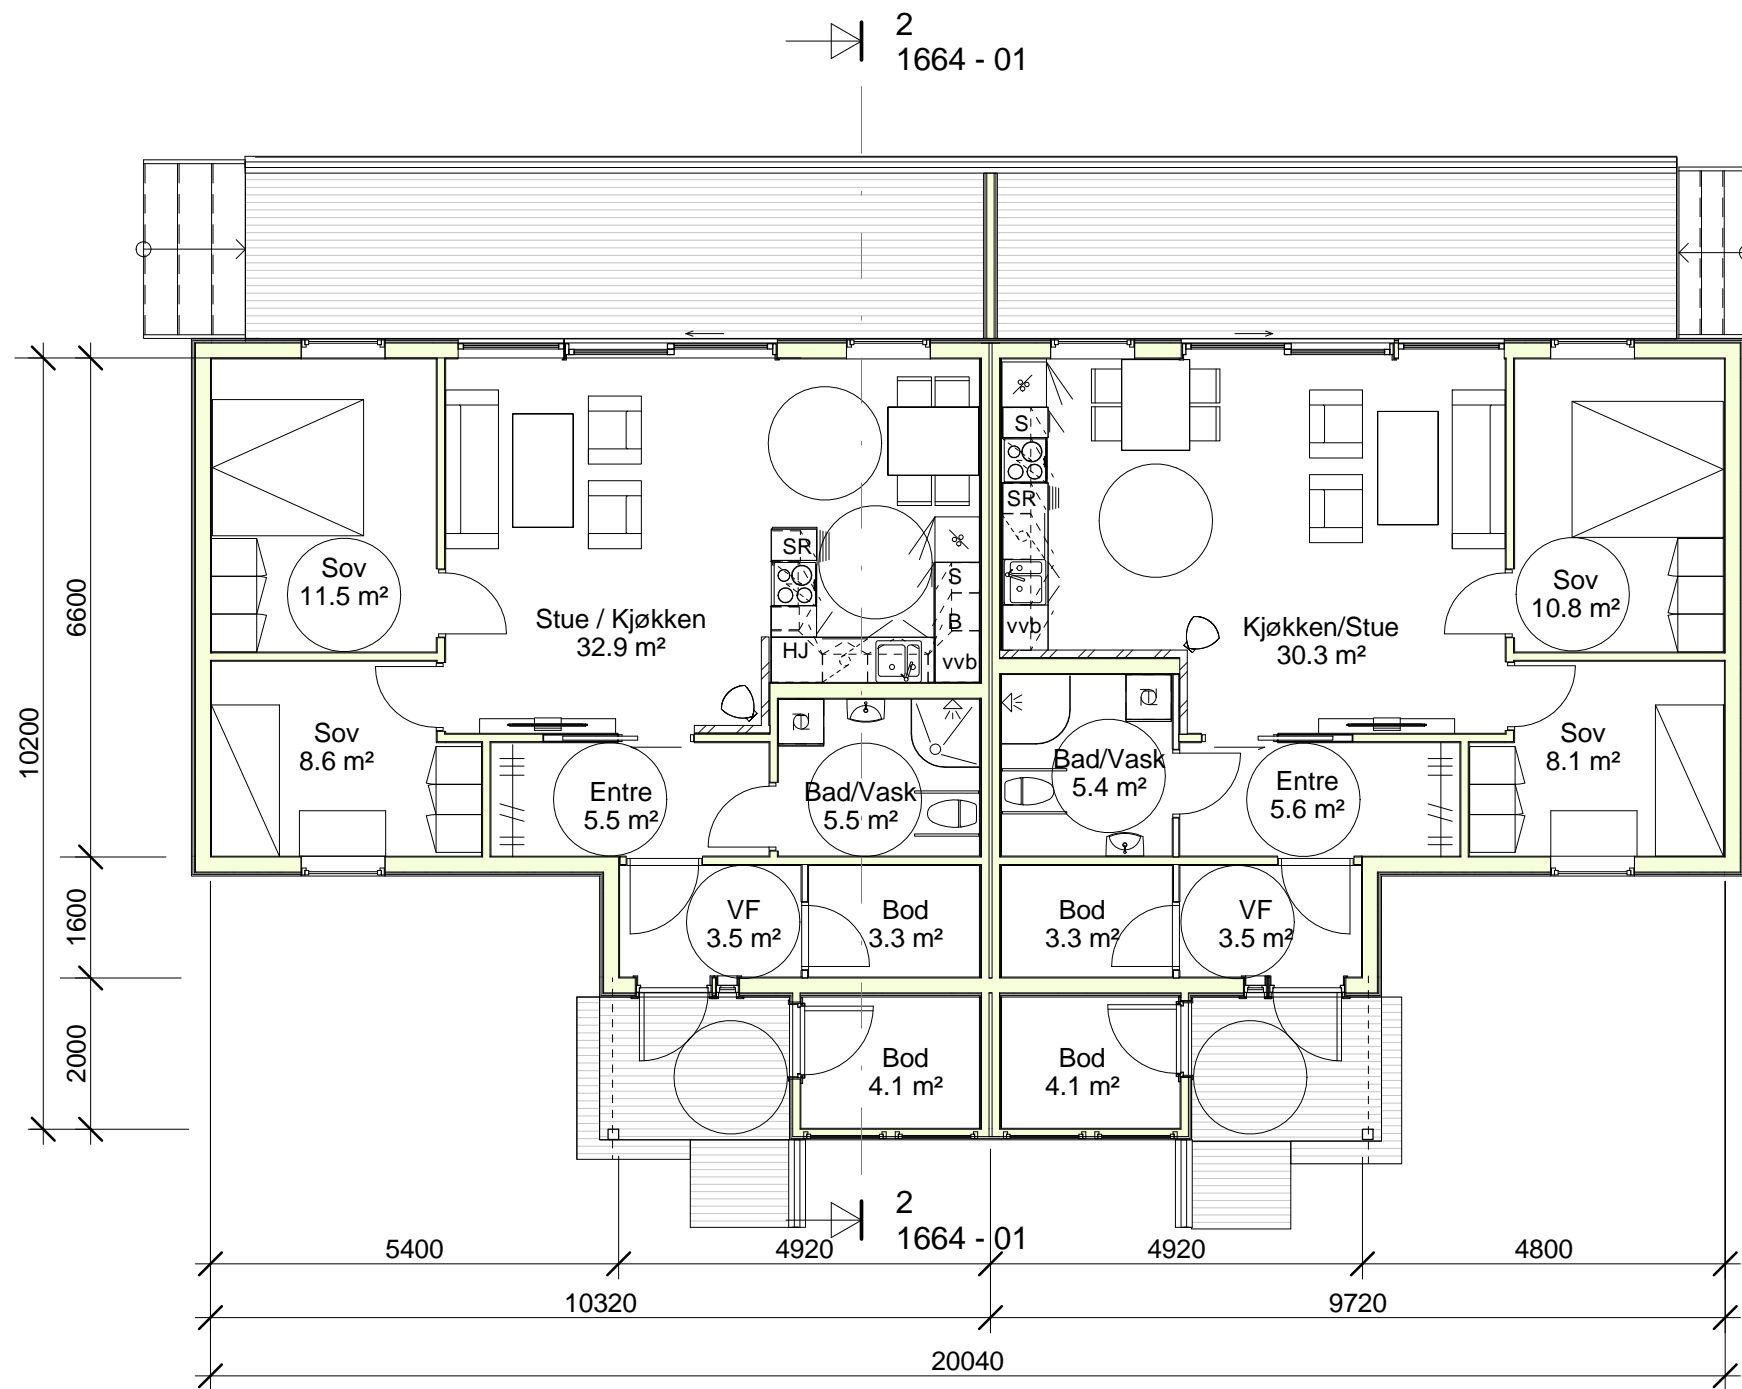 2
1664 - 01
S
SR
vvb
SR
S
B
HJ
vvb
Sov
11.5 m²
Stue / Kjøkken
32.9 m²
Kjøkken/Stue
30.3 m²
Sov
10.8 m²
Sov
8.6 m²
Entre
5.5 m²
Bad/Vask
5.5 m²
Bad/Vask
5.4 m²
Entre
5.6 m²
Sov
8.1 m²
VF
3.5 m²
Bod
3.3 m²
Bod
3.3 m²
VF
3.5 m²
Bod
4.1 m²
Bod
4.1 m²
6600
10200
1600
2000
2
1664 - 01
5400
4920
4920
4800
10320
9720
20040